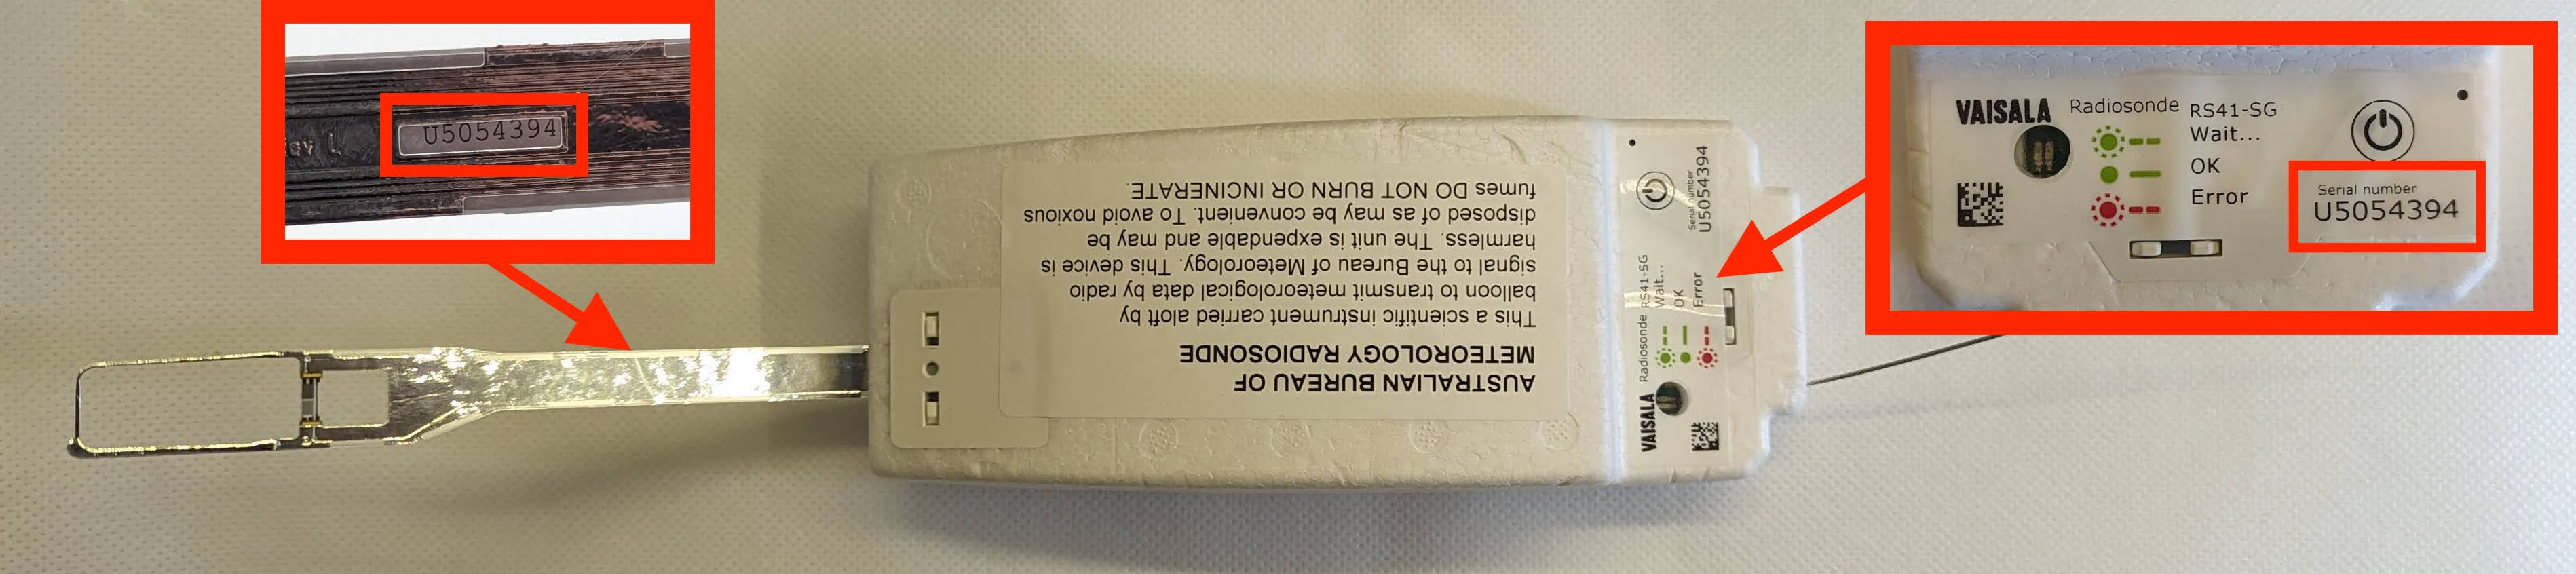 U5054394
AUSTRALIAN BUREAU OF
METEOROLOGY RADIOSONDE
This a scientific instrument carried aloft by
balloon to transmit meteorological data by radio
signal to the Bureau of Meteorology. This device is
harmless. The unit is expendable and may be
disposed of as may be convenient. To avoid noxious
fumes DO NOT BURN OR INCINERATE.
VAISALA Radiosonde RS41-SG
Wait...
OK
Error
Serial number
U5054394
VAISALA Radiosonde RS41-SG
Wait...
OK
Error
Serial number
U5054394